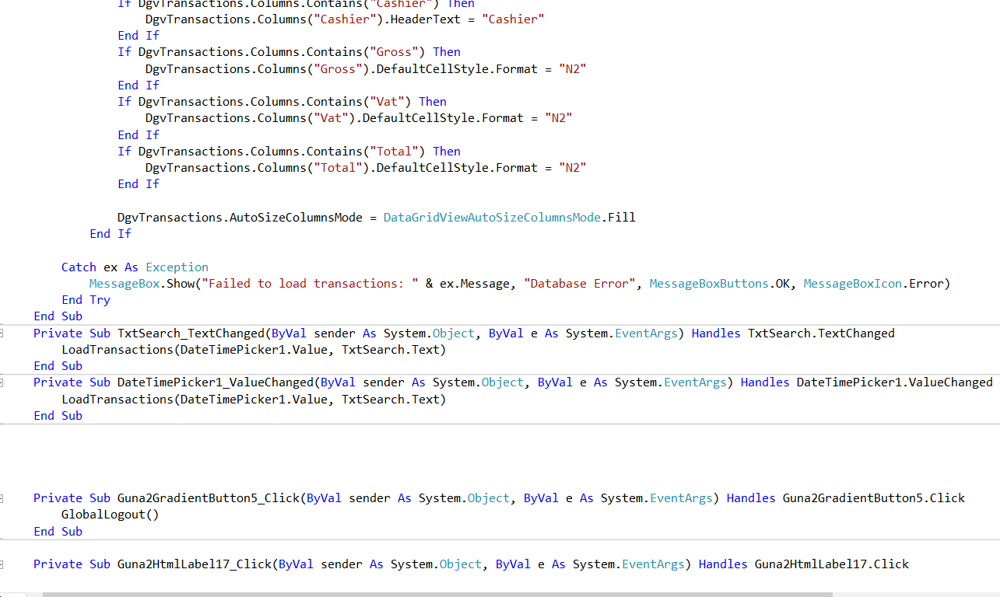 If DgvTransactions.Columns.Contains("Cashier") Then
DgvTransactions.Columns("Cashier").HeaderText = "Cashier"
End If
If DgvTransactions.Columns.Contains("Gross") Then
DgvTransactions.Columns("Gross").DefaultCellStyle.Format = "N2"
End If
If DgvTransactions.Columns.Contains("Vat") Then
DgvTransactions.Columns("Vat").DefaultCellStyle.Format = "N2"
End If
If DgvTransactions.Columns.Contains("Total") Then
DgvTransactions.Columns("Total").DefaultCellStyle.Format = "N2"
End If
DgvTransactions.AutoSizeColumnsMode = DataGridViewAutoSizeColumnsMode.Fill
End If
Catch ex As Exception
MessageBox.Show("Failed to load transactions: " & ex.Message, "Database Error", MessageBoxButtons.OK, MessageBoxIcon.Error)
End Try
End Sub
Private Sub TxtSearch_TextChanged(ByVal sender As System.Object, ByVal e As System.EventArgs) Handles TxtSearch.TextChanged
LoadTransactions(DateTimePicker1.Value, TxtSearch.Text)
End Sub
Private Sub DateTimePicker1_ValueChanged(ByVal sender As System.Object, ByVal e As System.EventArgs) Handles DateTimePicker1.ValueChanged
LoadTransactions(DateTimePicker1.Value, TxtSearch.Text)
End Sub
Private Sub Guna2GradientButton5_Click(ByVal sender As System.Object, ByVal e As System.EventArgs) Handles Guna2GradientButton5.Click
GlobalLogout()
End Sub
Private Sub Guna2HtmlLabel17_Click(ByVal sender As System.Object, ByVal e As System.EventArgs) Handles Guna2HtmlLabel17.Click